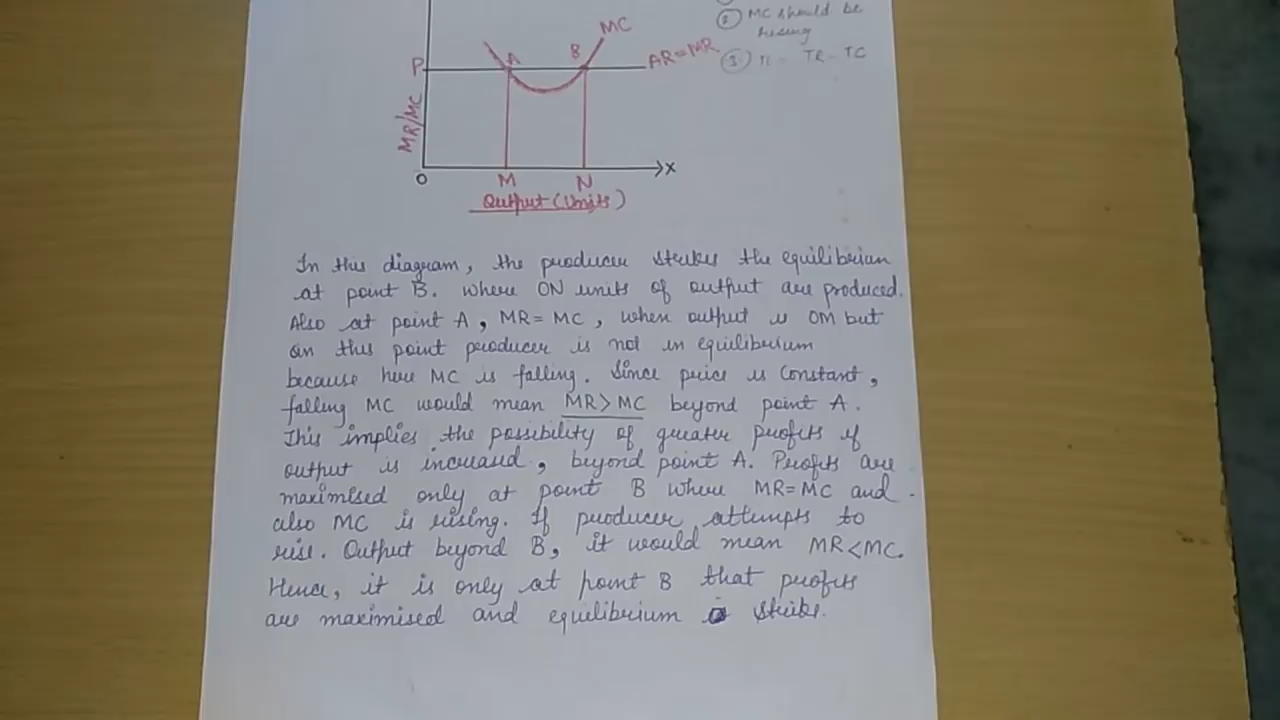 ② MC should be
rising
③ π = TR - TC
MC
A
B
AR=MR
P
MR/MC
O
M
N
X
Output (Units)
In this diagram, the producer strikes the equilibrian
at point B. where ON units of output are produced.
Also at point A, MR = MC, when output is OM but
on this point producer is not in equilibrium
because here MC is falling. Since price is Constant,
falling MC would mean MR > MC beyond point A.
This implies the possibility of greater profits if
output is increased, beyond point A. Profits are
maximised only at point B where MR=MC and
also MC is rising. If producer attempts to
rise. Output beyond B, it would mean MR<MC.
Hence, it is only at point B that profits
are maximised and equilibrium is strike.